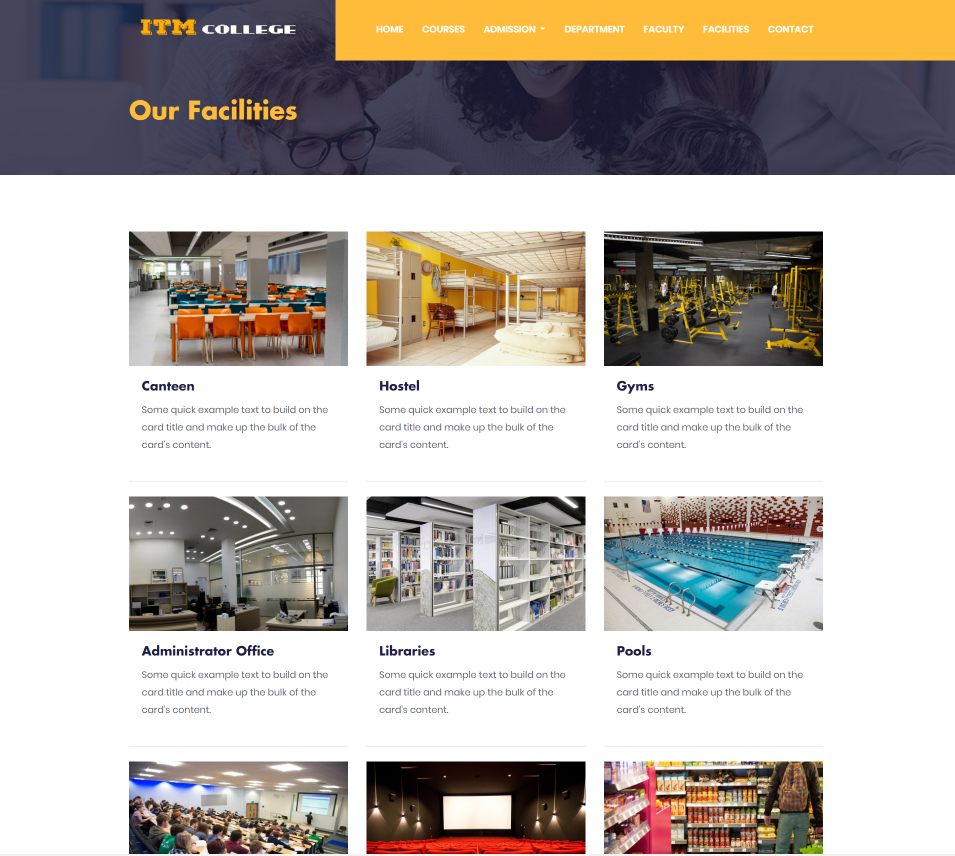 ITM COLLEGE
HOME COURSES ADMISSION DEPARTMENT FACULTY FACILITIES CONTACT
Our Facilities
Canteen
Some quick example text to build on the
card title and make up the bulk of the
card's content.
Hostel
Some quick example text to build on the
card title and make up the bulk of the
card's content.
Gyms
Some quick example text to build on the
card title and make up the bulk of the
card's content.
Administrator Office
Some quick example text to build on the
card title and make up the bulk of the
card's content.
Libraries
Some quick example text to build on the
card title and make up the bulk of the
card's content.
Pools
Some quick example text to build on the
card title and make up the bulk of the
card's content.